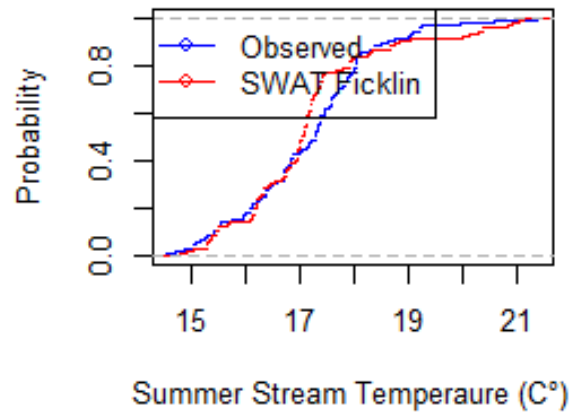 Observed
SWAT Ficklin
Probability
0.0
0.4
0.8
15
17
19
21
Summer Stream Temperaure (C°)